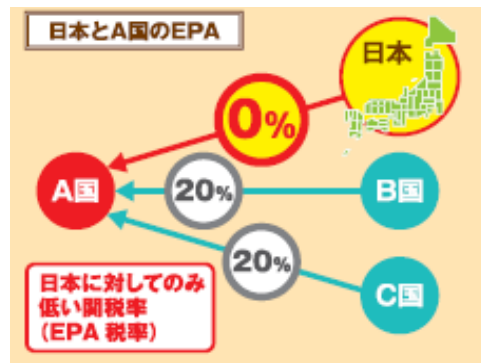 日本とA国のEPA
日本
0%
A国
20%
B国
20%
C国
日本に対してのみ
低い関税率
（EPA 税率）